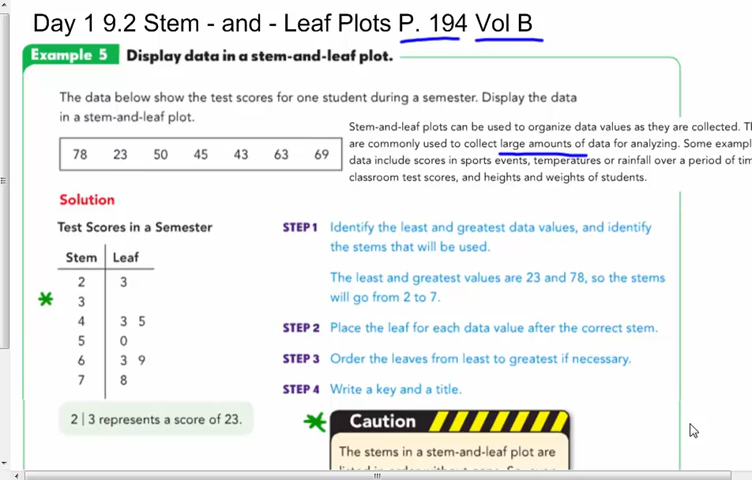 Day 1 9.2 Stem - and - Leaf Plots P. 194 Vol B
Example 5 Display data in a stem-and-leaf plot.
The data below show the test scores for one student during a semester. Display the data
in a stem-and-leaf plot.
78 23 50 45 43 63 69
Stem-and-leaf plots can be used to organize data values as they are collected.
are commonly used to collect large amounts of data for analyzing. Some
data include scores in sports events, temperatures or rainfall over a period of
classroom test scores, and heights and weights of students.
Solution
Test Scores in a Semester
Stem Leaf
2 3
3
4 3 5
5 0
6 3 9
7 8
2 | 3 represents a score of 23.
STEP 1 Identify the least and greatest data values, and identify
the stems that will be used.
The least and greatest values are 23 and 78, so the stems
will go from 2 to 7.
STEP 2 Place the leaf for each data value after the correct stem.
STEP 3 Order the leaves from least to greatest if necessary.
STEP 4 Write a key and a title.
Caution
The stems in a stem-and-leaf plot are